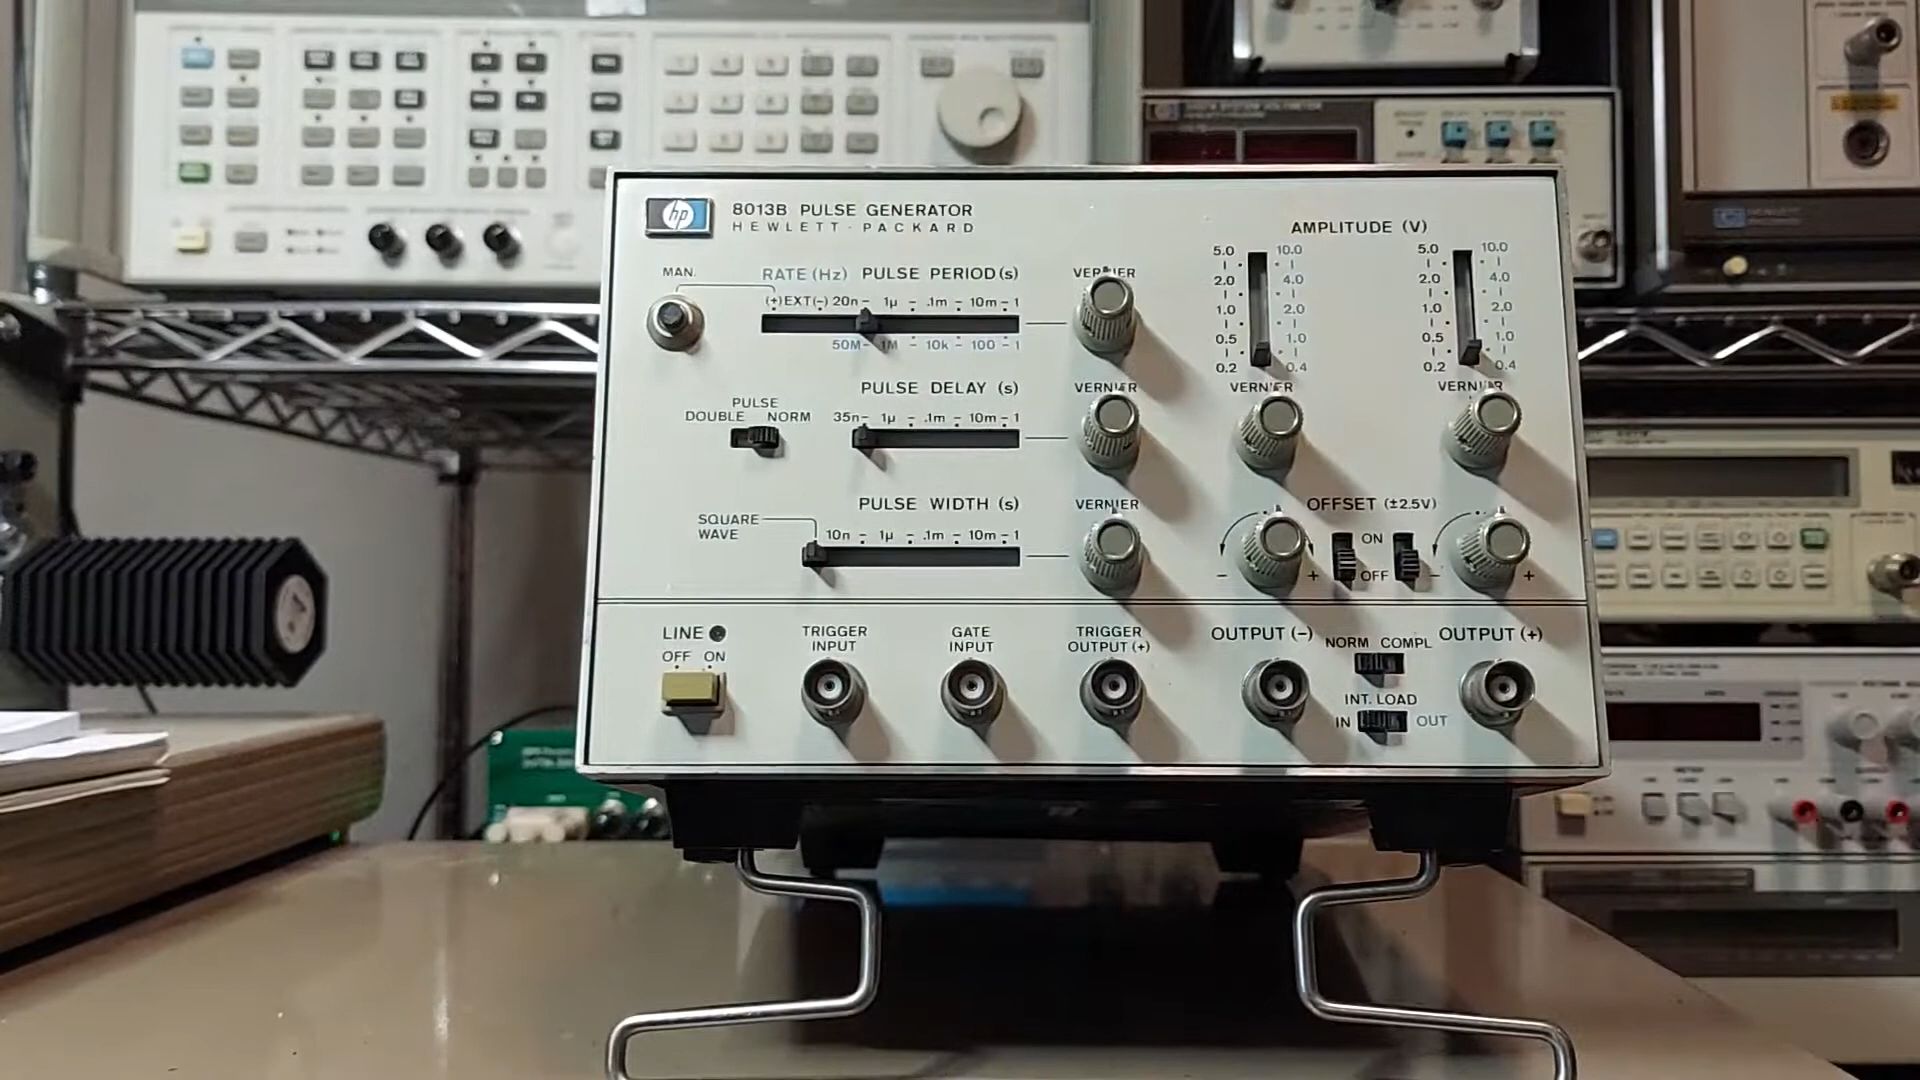 hp
8013B PULSE GENERATOR
HEWLETT · PACKARD
AMPLITUDE (V)
5.0 10.0
2.0 4.0
1.0 2.0
0.5 1.0
0.2 0.4
5.0 10.0
2.0 4.0
1.0 2.0
0.5 1.0
0.2 0.4
MAN.
RATE (Hz) PULSE PERIOD (s)
VERNIER
(+) EXT (-) 20n - 1µ - .1m - 10m - 1
50M - 1M - 10k - 100 - 1
PULSE DELAY (s)
VERNIER
VERNIER
VERNIER
PULSE
DOUBLE NORM
35n - 1µ - .1m - 10m - 1
PULSE WIDTH (s)
VERNIER
OFFSET (±2.5V)
SQUARE
WAVE
10n - 1µ - .1m - 10m - 1
ON
OFF
- +
- +
LINE
OFF ON
TRIGGER
INPUT
GATE
INPUT
TRIGGER
OUTPUT (+)
OUTPUT (-)
NORM COMPL
INT. LOAD
IN OUT
OUTPUT (+)